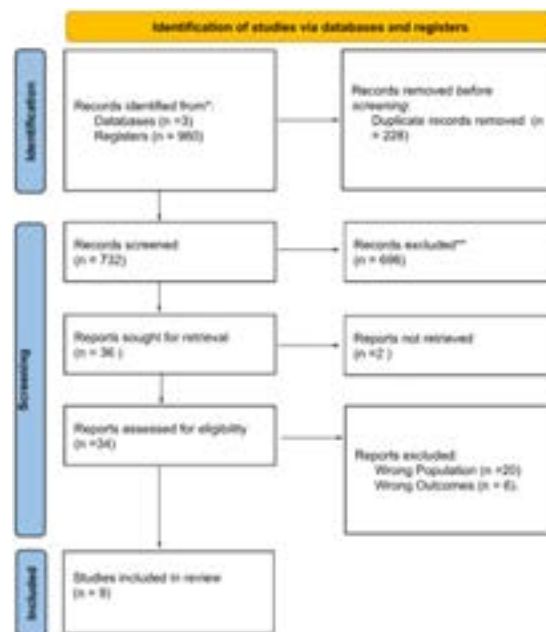 Identification of studies via databases and registers
Identification
Records identified from*:
Databases (n =3)
Registers (n = 960)
Records removed before
screening:
Duplicate records removed (n
= 228)
Screening
Records screened
(n = 732)
Records excluded**
(n = 696)
Reports sought for retrieval
(n = 36 )
Reports not retrieved
(n =2 )
Reports assessed for eligibility
(n =34)
Reports excluded:
Wrong Population (n =20)
Wrong Outcomes (n = 6).
Included
Studies included in review
(n =